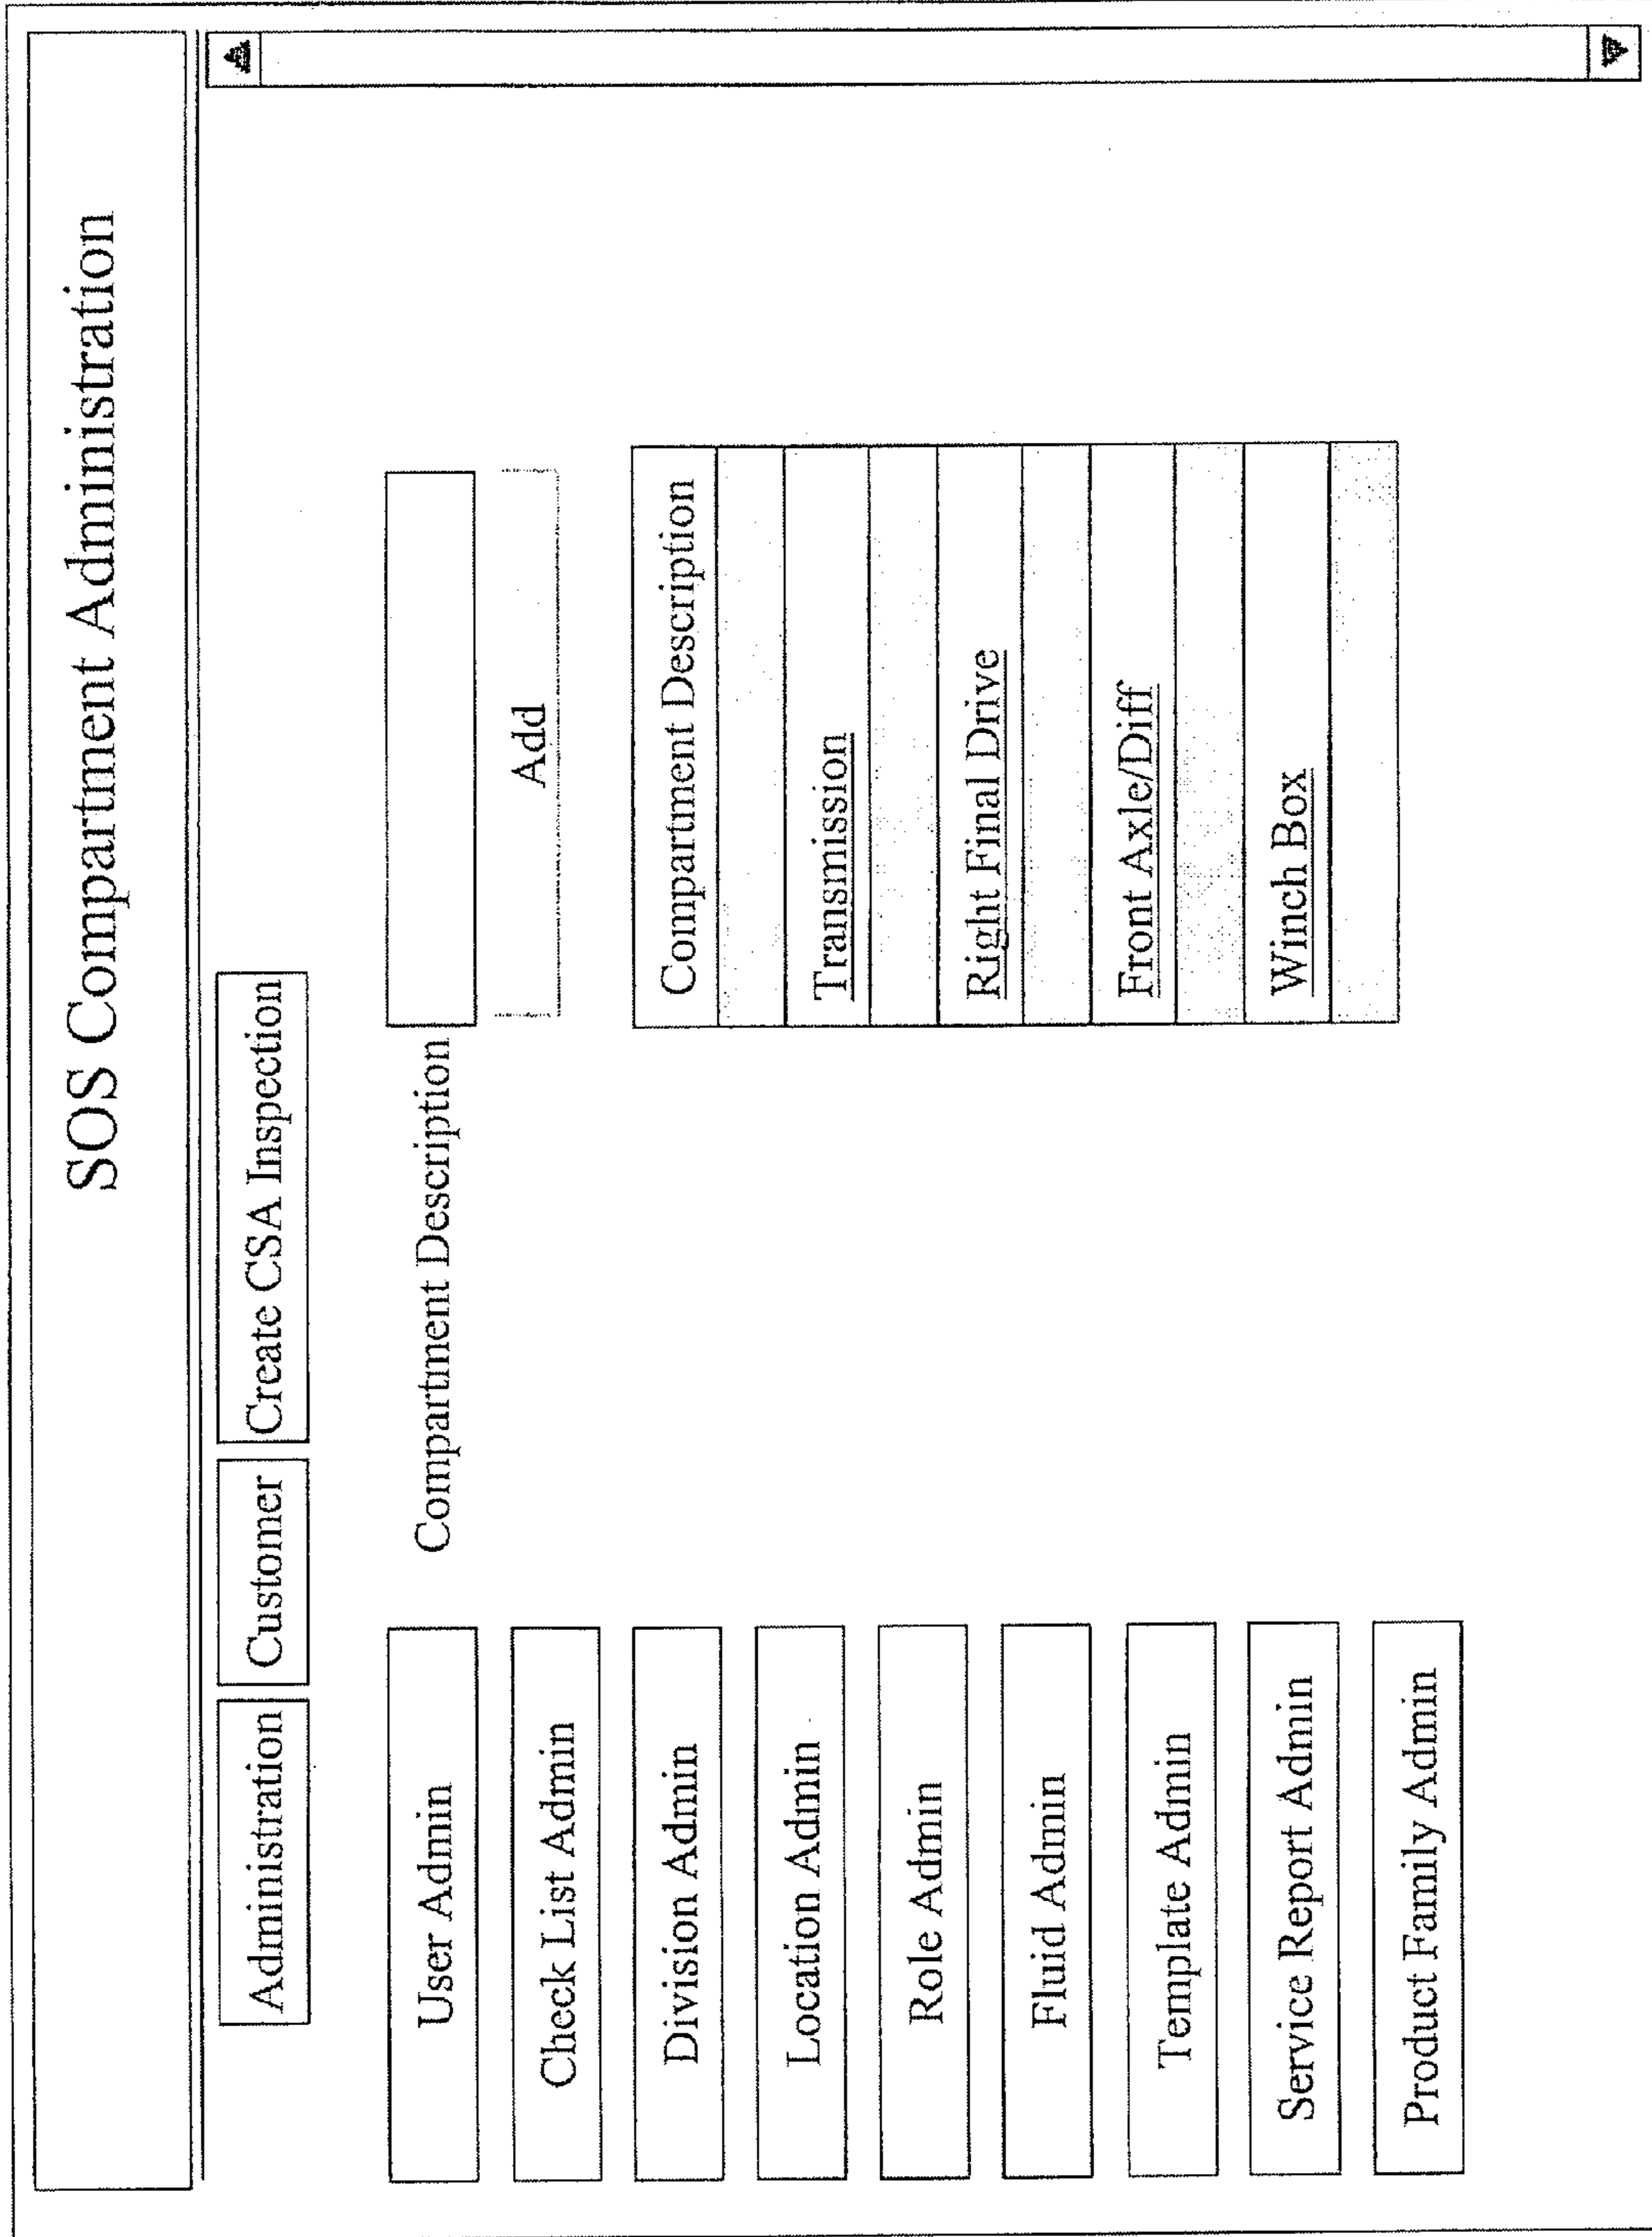 SOS Compartment Administration
Administration
Customer
Create CSA Inspection
User Admin
Check List Admin
Division Admin
Location Admin
Role Admin
Fluid Admin
Template Admin
Service Report Admin
Product Family Admin
Compartment Description
Add
Compartment Description
Transmission
Right Final Drive
Front Axle/Diff
Winch Box